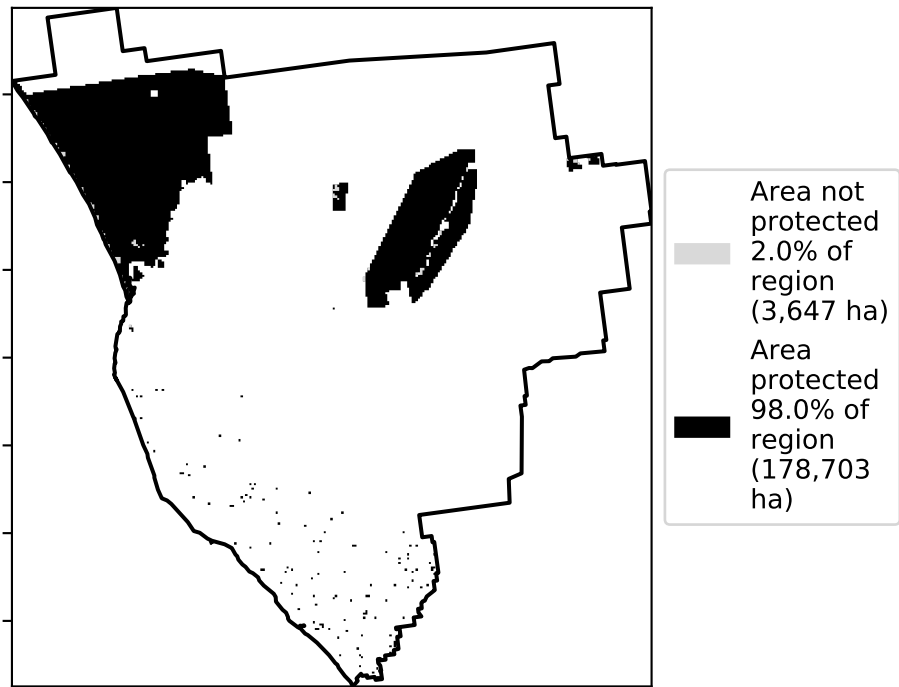 Area not
protected
2.0% of
region
(3,647 ha)
Area
protected
98.0% of
region
(178,703
ha)